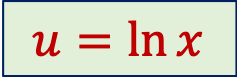 u = ln x